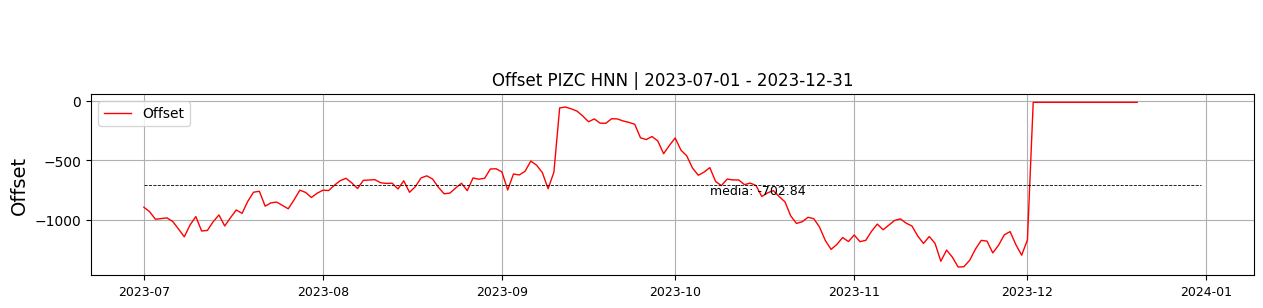 Offset PIZC HNN | 2023-07-01 - 2023-12-31
Offset
Offset
0
−500
−1000
media: -702.84
2023-07 2023-08 2023-09 2023-10 2023-11 2023-12 2024-01